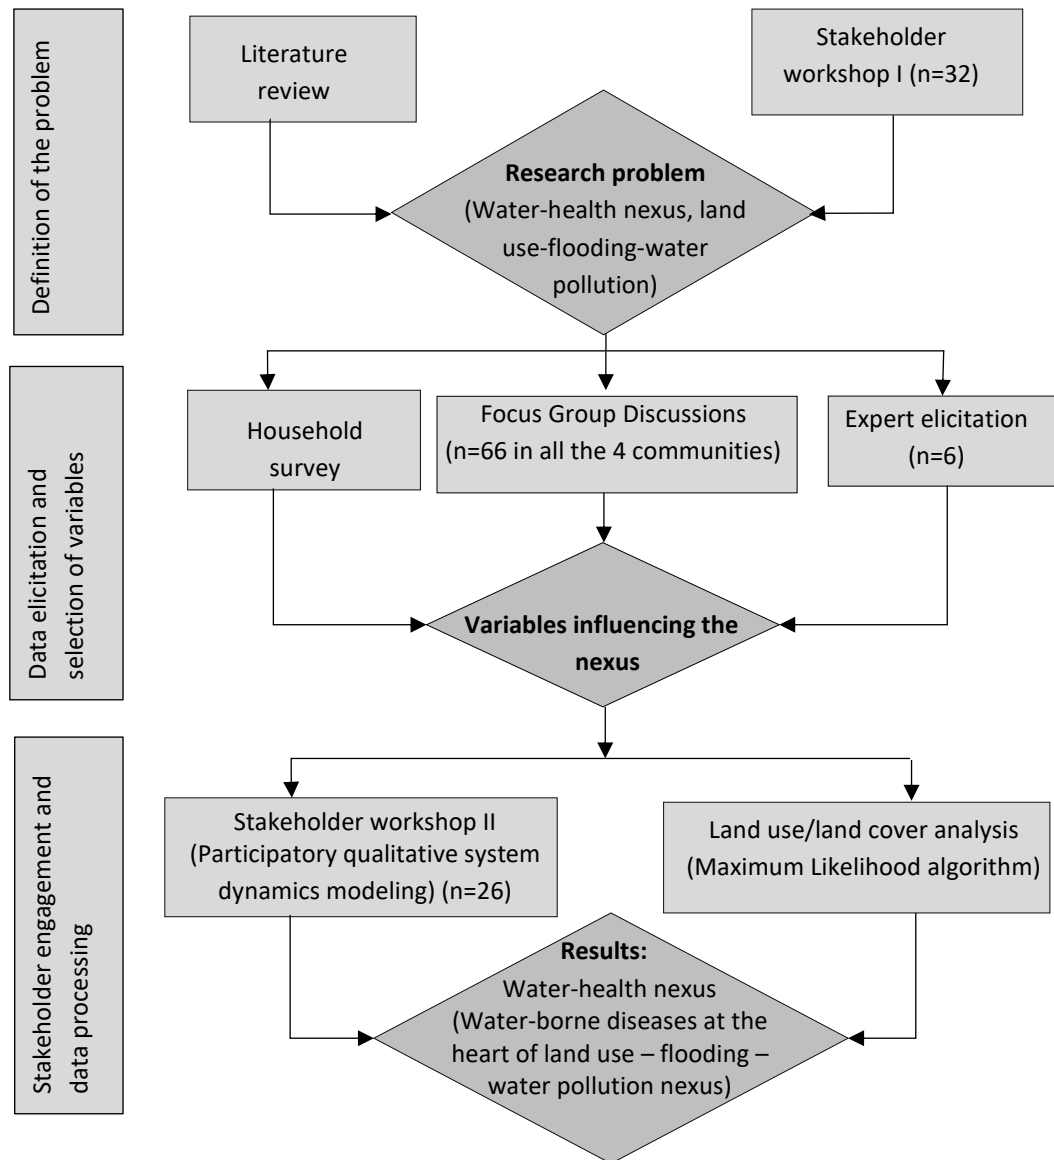 Definition of the problem
Literature
review
Stakeholder
workshop I (n=32)
Research problem
(Water-health nexus, land
use-flooding-water
pollution)
Data elicitation and
selection of variables
Household
survey
Focus Group Discussions
(n=66 in all the 4 communities)
Expert elicitation
(n=6)
Variables influencing the
nexus
Stakeholder engagement and
data processing
Stakeholder workshop II
(Participatory qualitative system
dynamics modeling) (n=26)
Land use/land cover analysis
(Maximum Likelihood algorithm)
Results:
Water-health nexus
(Water-borne diseases at the
heart of land use – flooding –
water pollution nexus)